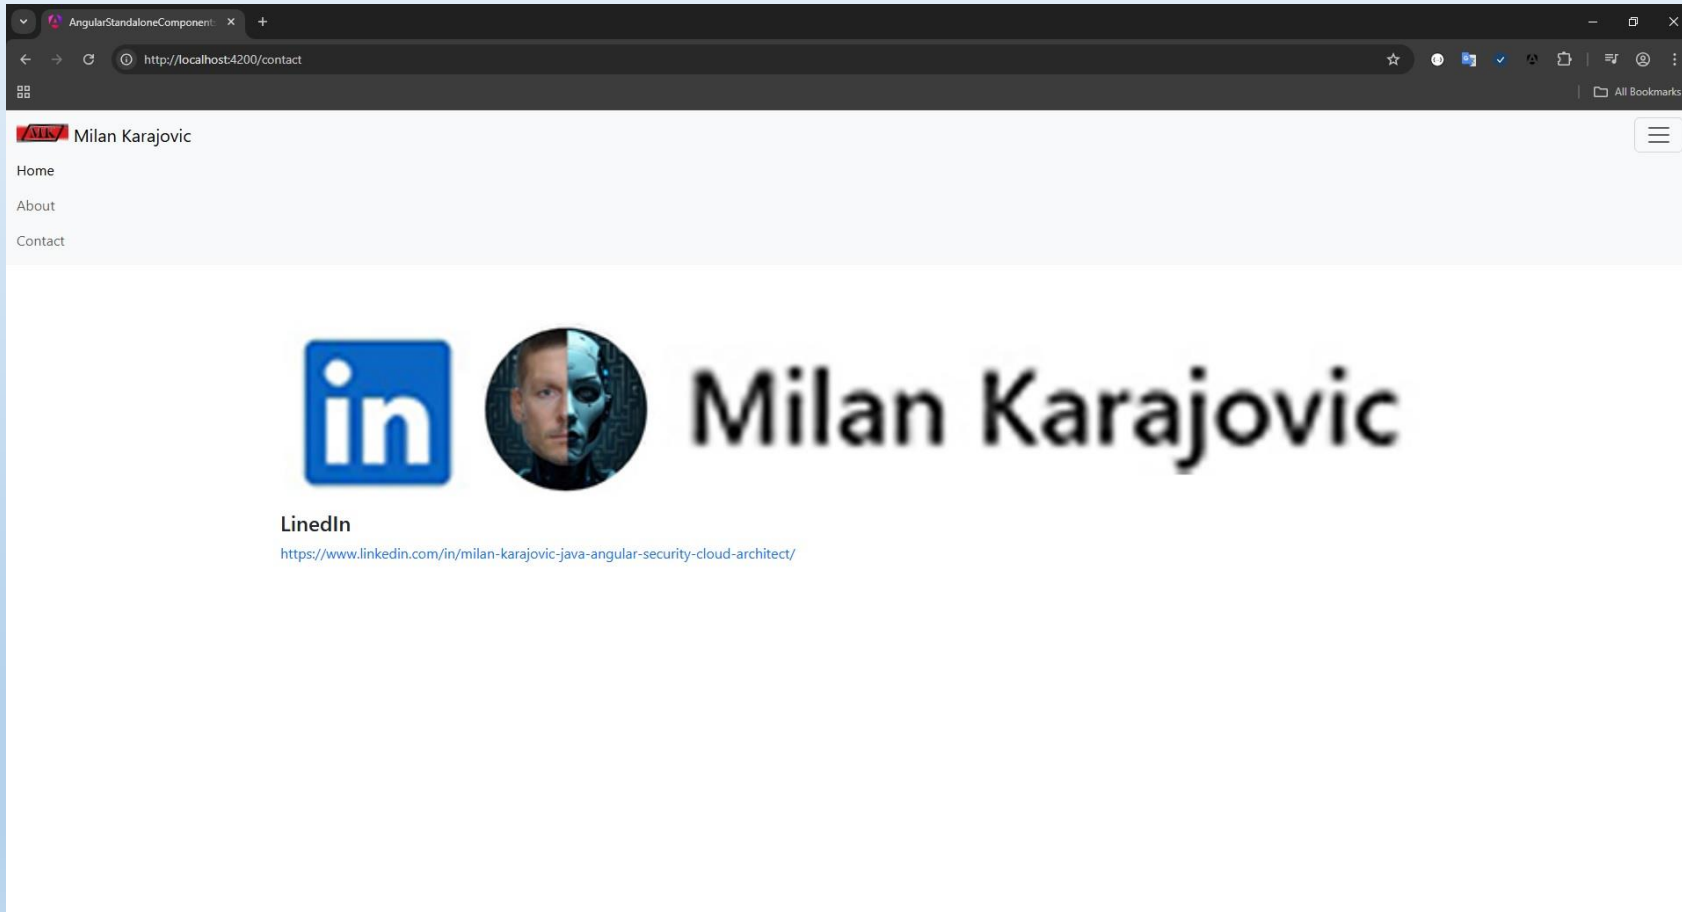 AngularStandaloneComponent
http://localhost:4200/contact
All Bookmarks
MK Milan Karajovic
Home
About
Contact
in Milan Karajovic
LinedIn
https://www.linkedin.com/in/milan-karajovic-java-angular-security-cloud-architect/